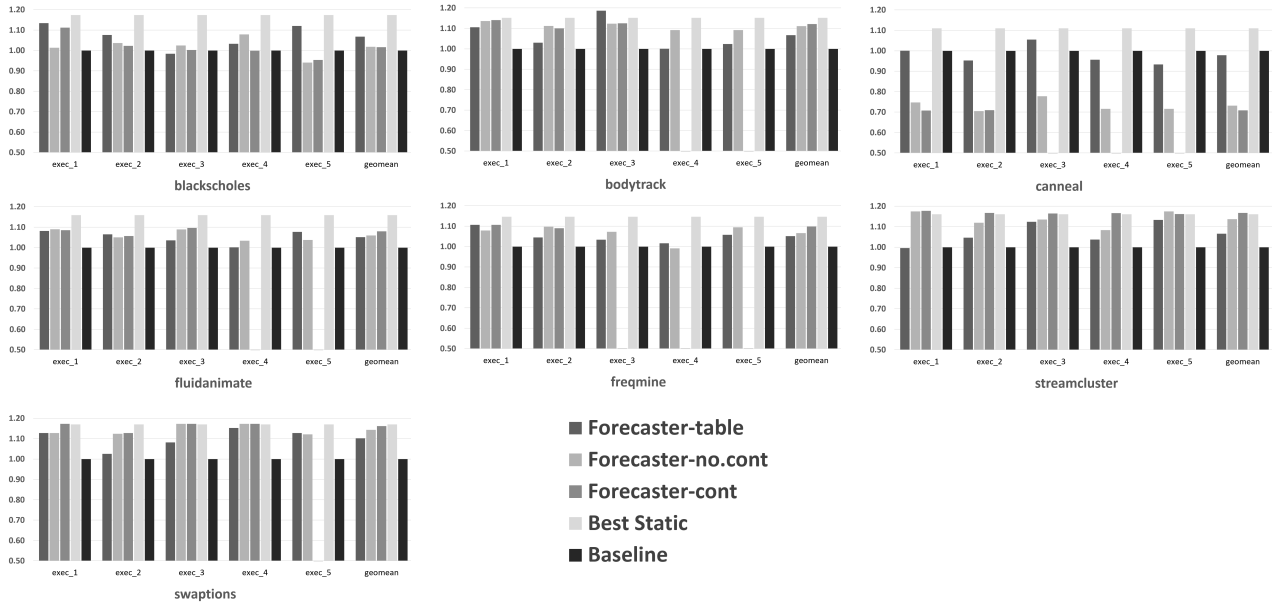 1.20
1.10
1.00
0.90
0.80
0.70
0.60
0.50
exec_1 exec_2 exec_3 exec_4 exec_5 geomean
blackscholes
1.20
1.10
1.00
0.90
0.80
0.70
0.60
0.50
exec_1 exec_2 exec_3 exec_4 exec_5 geomean
bodytrack
1.20
1.10
1.00
0.90
0.80
0.70
0.60
0.50
exec_1 exec_2 exec_3 exec_4 exec_5 geomean
canneal
1.20
1.10
1.00
0.90
0.80
0.70
0.60
0.50
exec_1 exec_2 exec_3 exec_4 exec_5 geomean
fluidanimate
1.20
1.10
1.00
0.90
0.80
0.70
0.60
0.50
exec_1 exec_2 exec_3 exec_4 exec_5 geomean
freqmine
1.20
1.10
1.00
0.90
0.80
0.70
0.60
0.50
exec_1 exec_2 exec_3 exec_4 exec_5 geomean
streamcluster
1.20
1.10
1.00
0.90
0.80
0.70
0.60
0.50
exec_1 exec_2 exec_3 exec_4 exec_5 geomean
swaptions
Forecaster-table
Forecaster-no.cont
Forecaster-cont
Best Static
Baseline